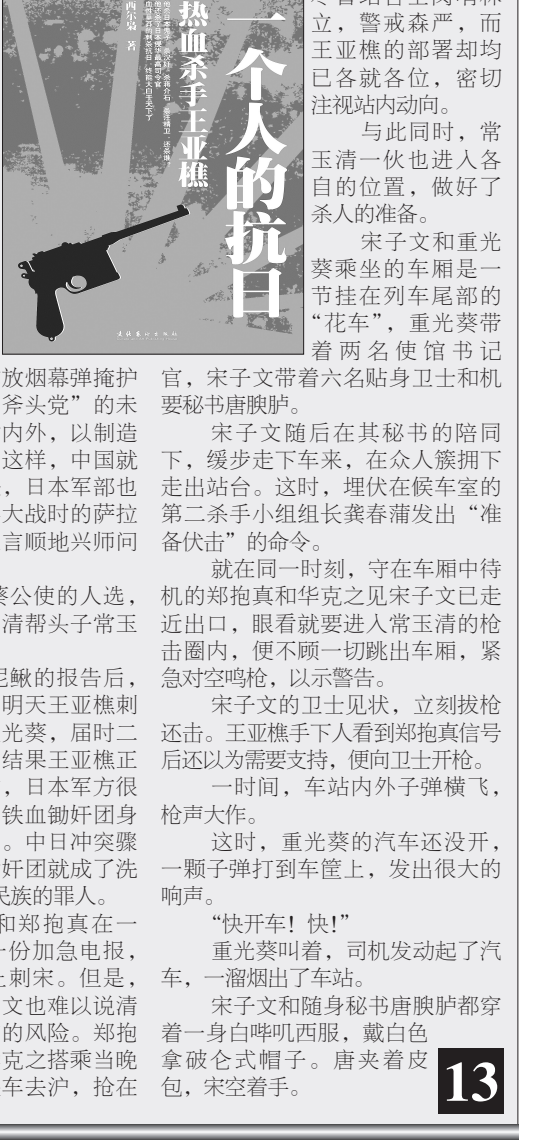 一个人的抗日
热血杀手王亚樵
西尔枭 著
立，警戒森严，而
王亚樵的部署却均
已各就各位，密切
注视站内动向。
与此同时，常
玉清一伙也进入各
自的位置，做好了
杀人的准备。
宋子文和重光
葵乘坐的车厢是一
节挂在列车尾部的
“花车”，重光葵带
着两名使馆书记
放烟幕弹掩护
斧头党”的未
内外，以制造
这样，中国就
，日本军部也
大战时的萨拉
言顺地兴师问
葵公使的人选，
清帮头子常玉
泥鳅的报告后，
明天王亚樵刺
光葵，届时二
结果王亚樵正
，日本军方很
铁血锄奸团身
。中日冲突骤
奸团就成了洗
民族的罪人。
和郑抱真在一
份加急电报，
止刺宋。但是，
文也难以说清
的风险。郑抱
克之搭乘当晚
车去沪，抢在
官，宋子文带着六名贴身卫士和机
要秘书唐腴胪。
宋子文随后在其秘书的陪同
下，缓步走下车来，在众人簇拥下
走出站台。这时，埋伏在候车室的
第二杀手小组组长龚春蒲发出“准
备伏击”的命令。
就在同一时刻，守在车厢中待
机的郑抱真和华克之见宋子文已走
近出口，眼看就要进入常玉清的枪
击圈内，便不顾一切跳出车厢，紧
急对空鸣枪，以示警告。
宋子文的卫士见状，立刻拔枪
还击。王亚樵手下人看到郑抱真信号
后还以为需要支持，便向卫士开枪。
一时间，车站内外子弹横飞，
枪声大作。
这时，重光葵的汽车还没开，
一颗子弹打到车筐上，发出很大的
响声。
“快开车！快!”
重光葵叫着，司机发动起了汽
车，一溜烟出了车站。
宋子文和随身秘书唐腴胪都穿
着一身白哔叽西服，戴白色
拿破仑式帽子。唐夹着皮
包，宋空着手。
13